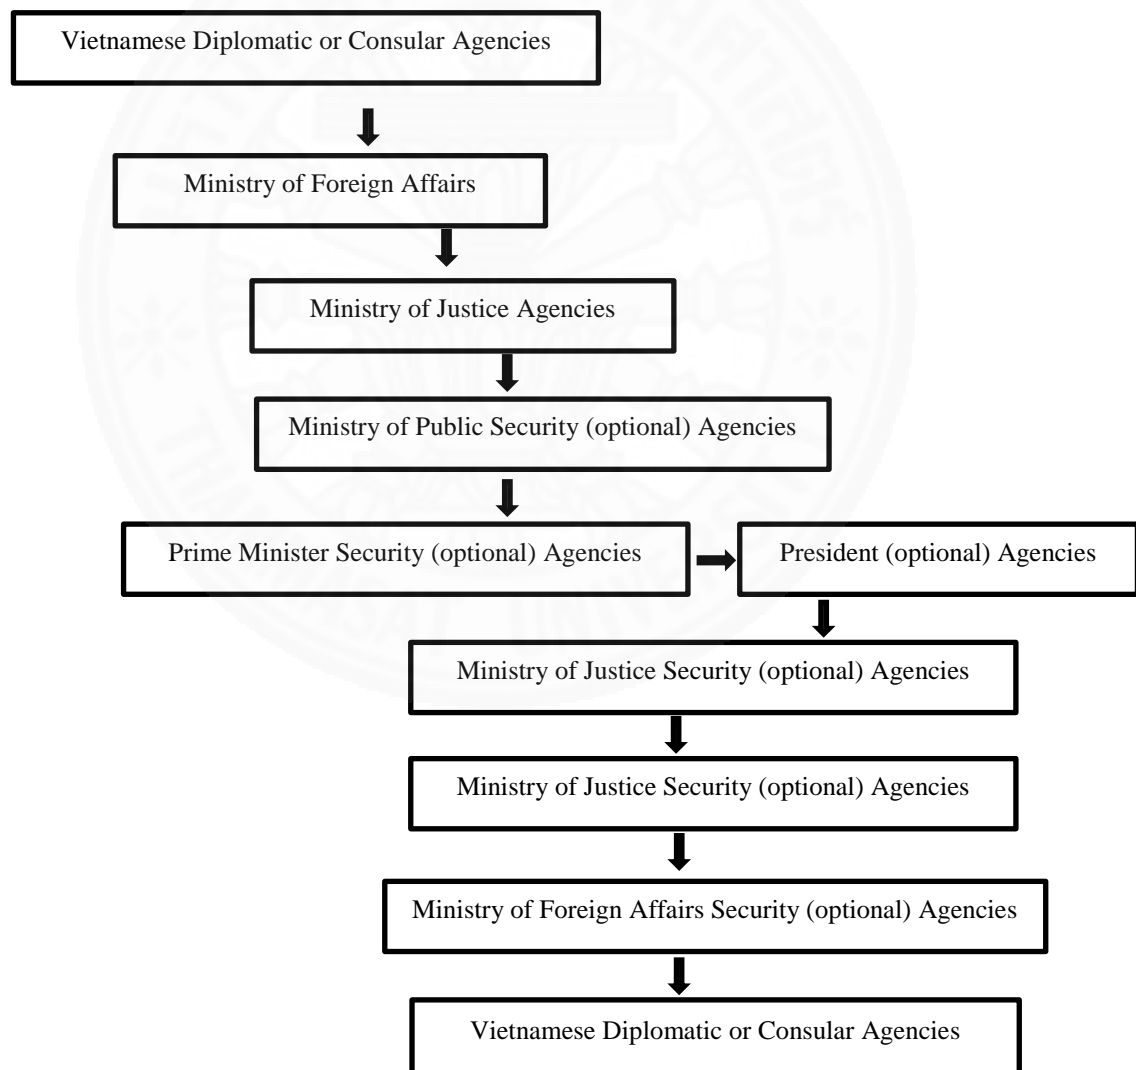 Vietnamese Diplomatic or Consular Agencies
Ministry of Foreign Affairs
Ministry of Justice Agencies
Ministry of Public Security (optional) Agencies
Prime Minister Security (optional) Agencies
President (optional) Agencies
Ministry of Justice Security (optional) Agencies
Ministry of Justice Security (optional) Agencies
Ministry of Foreign Affairs Security (optional) Agencies
Vietnamese Diplomatic or Consular Agencies